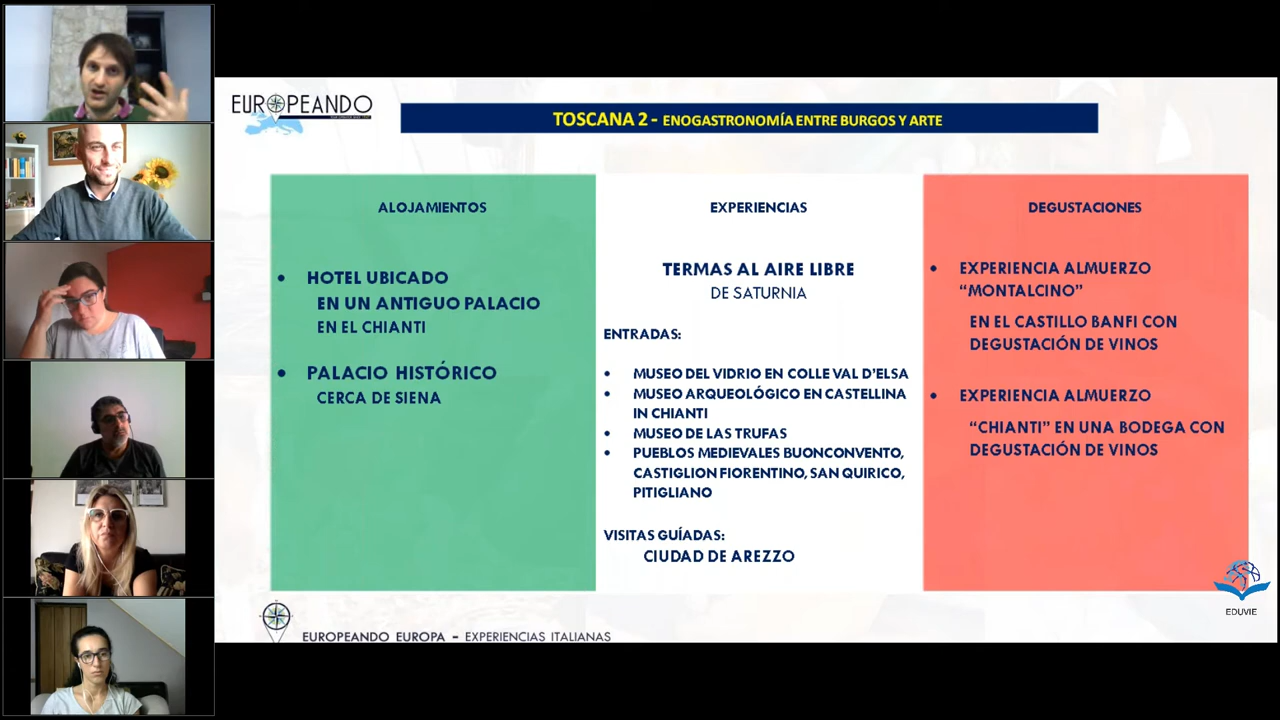 EUROPEANDO
TOSCANA 2 - ENOGASTRONOMÍA ENTRE BURGOS Y ARTE
ALOJAMIENTOS
• HOTEL UBICADO
EN UN ANTIGUO PALACIO
EN EL CHIANTI
• PALACIO HISTÓRICO
CERCA DE SIENA
EXPERIENCIAS
TERMAS AL AIRE LIBRE
DE SATURNIA
ENTRADAS:
• MUSEO DEL VIDRIO EN COLLE VAL D'ELSA
• MUSEO ARQUEOLÓGICO EN CASTELLINA
IN CHIANTI
• MUSEO DE LAS TRUFAS
• PUEBLOS MEDIEVALES BUONCONVENTO,
CASTIGLION FIORENTINO, SAN QUIRICO,
PITIGLIANO
VISITAS GUÍADAS:
CIUDAD DE AREZZO
DEGUSTACIONES
• EXPERIENCIA ALMUERZO
"MONTALCINO"
EN EL CASTILLO BANFI CON
DEGUSTACIÓN DE VINOS
• EXPERIENCIA ALMUERZO
"CHIANTI" EN UNA BODEGA CON
DEGUSTACIÓN DE VINOS
EDUVIE
EUROPEANDO EUROPA - EXPERIENCIAS ITALIANAS